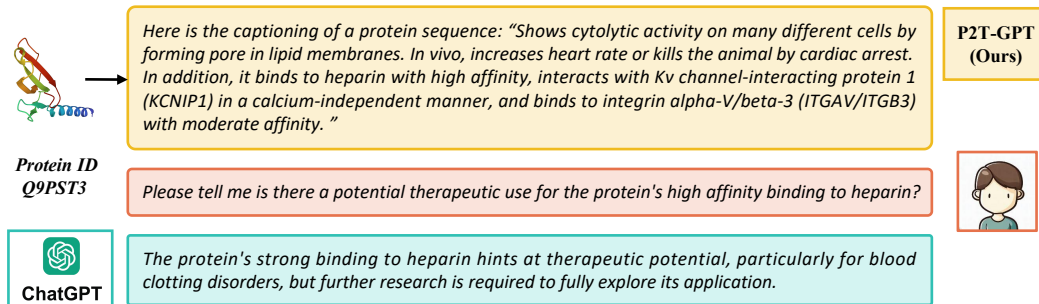 Here is the captioning of a protein sequence: “Shows cytolytic activity on many different cells by
forming pore in lipid membranes. In vivo, increases heart rate or kills the animal by cardiac arrest.
In addition, it binds to heparin with high affinity, interacts with Kv channel-interacting protein 1
(KCNIP1) in a calcium-independent manner, and binds to integrin alpha-V/beta-3 (ITGAV/ITGB3)
with moderate affinity. ”
P2T-GPT
(Ours)
Protein ID
Q9PST3
Please tell me is there a potential therapeutic use for the protein's high affinity binding to heparin?
ChatGPT
The protein's strong binding to heparin hints at therapeutic potential, particularly for blood
clotting disorders, but further research is required to fully explore its application.